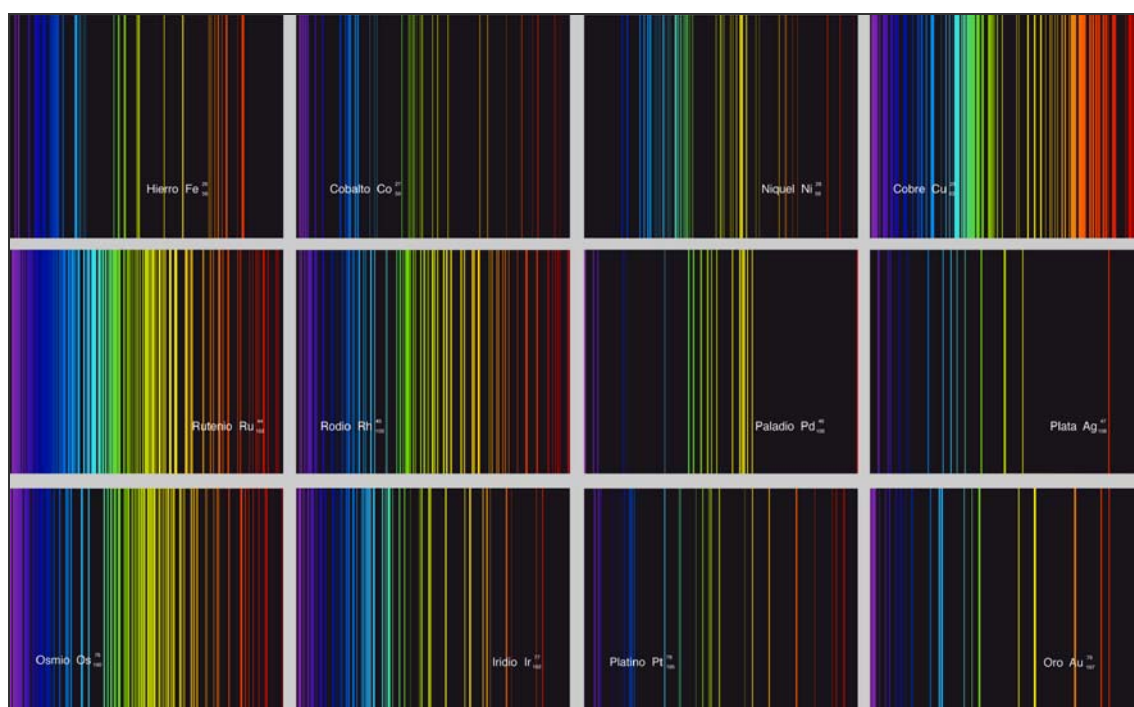 Hierro Fe
Cobalto Co
Niquel Ni
Cobre Cu
Rutenio Ru
Rodio Rh
Paladio Pd
Plata Ag
Osmio Os
Iridio Ir
Platino Pt
Oro Au